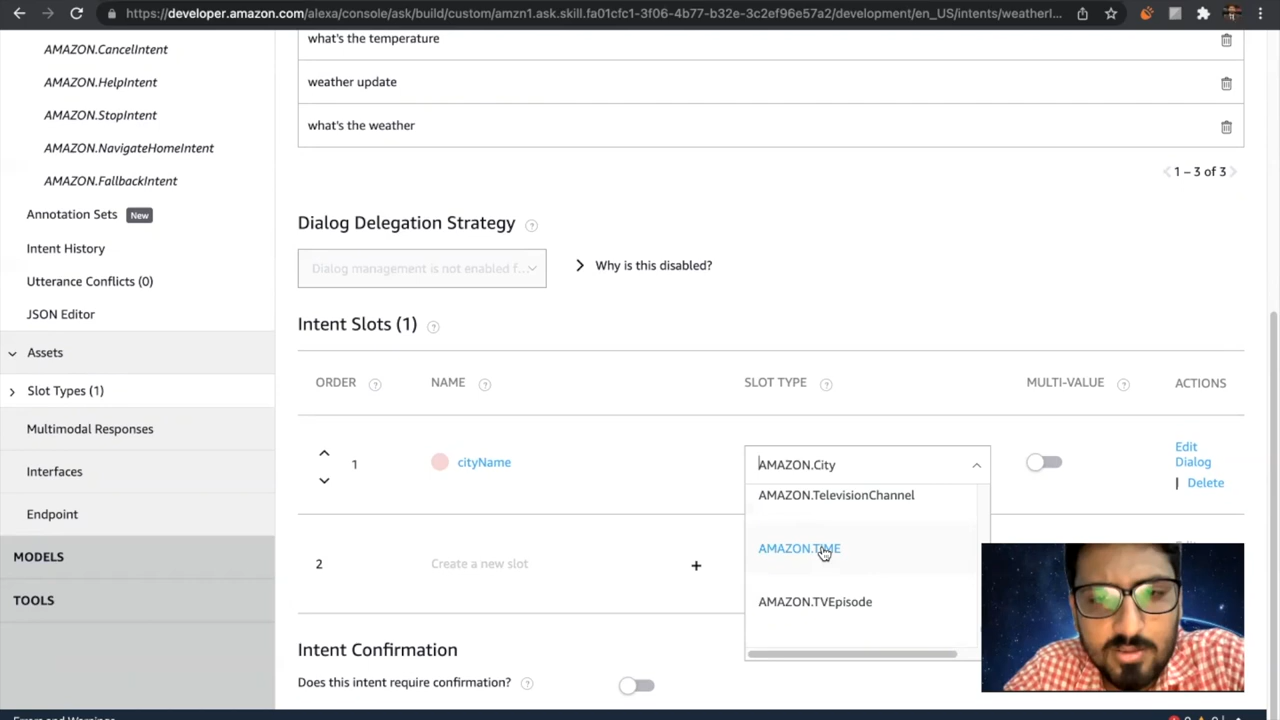 https://developer.amazon.com/alexa/console/ask/build/custom/amzn1.ask.skill.fa01cfc1-3f06-4b77-b32e-3c2ef96e57a2/development/en_US/intents/weatherI...
AMAZON.CancelIntent
AMAZON.HelpIntent
AMAZON.StopIntent
AMAZON.NavigateHomeIntent
AMAZON.FallbackIntent
Annotation Sets New
Intent History
Utterance Conflicts (0)
JSON Editor
Assets
Slot Types (1)
Multimodal Responses
Interfaces
Endpoint
MODELS
TOOLS
what's the temperature
weather update
what's the weather
1 – 3 of 3
Dialog Delegation Strategy
Dialog management is not enabled f...
Why is this disabled?
Intent Slots (1)
ORDER NAME SLOT TYPE MULTI-VALUE ACTIONS
1 cityName AMAZON.City Edit Dialog | Delete
AMAZON.TelevisionChannel
AMAZON.TIME
AMAZON.TVEpisode
2 Create a new slot +
Intent Confirmation
Does this intent require confirmation?
Errors and Warnings